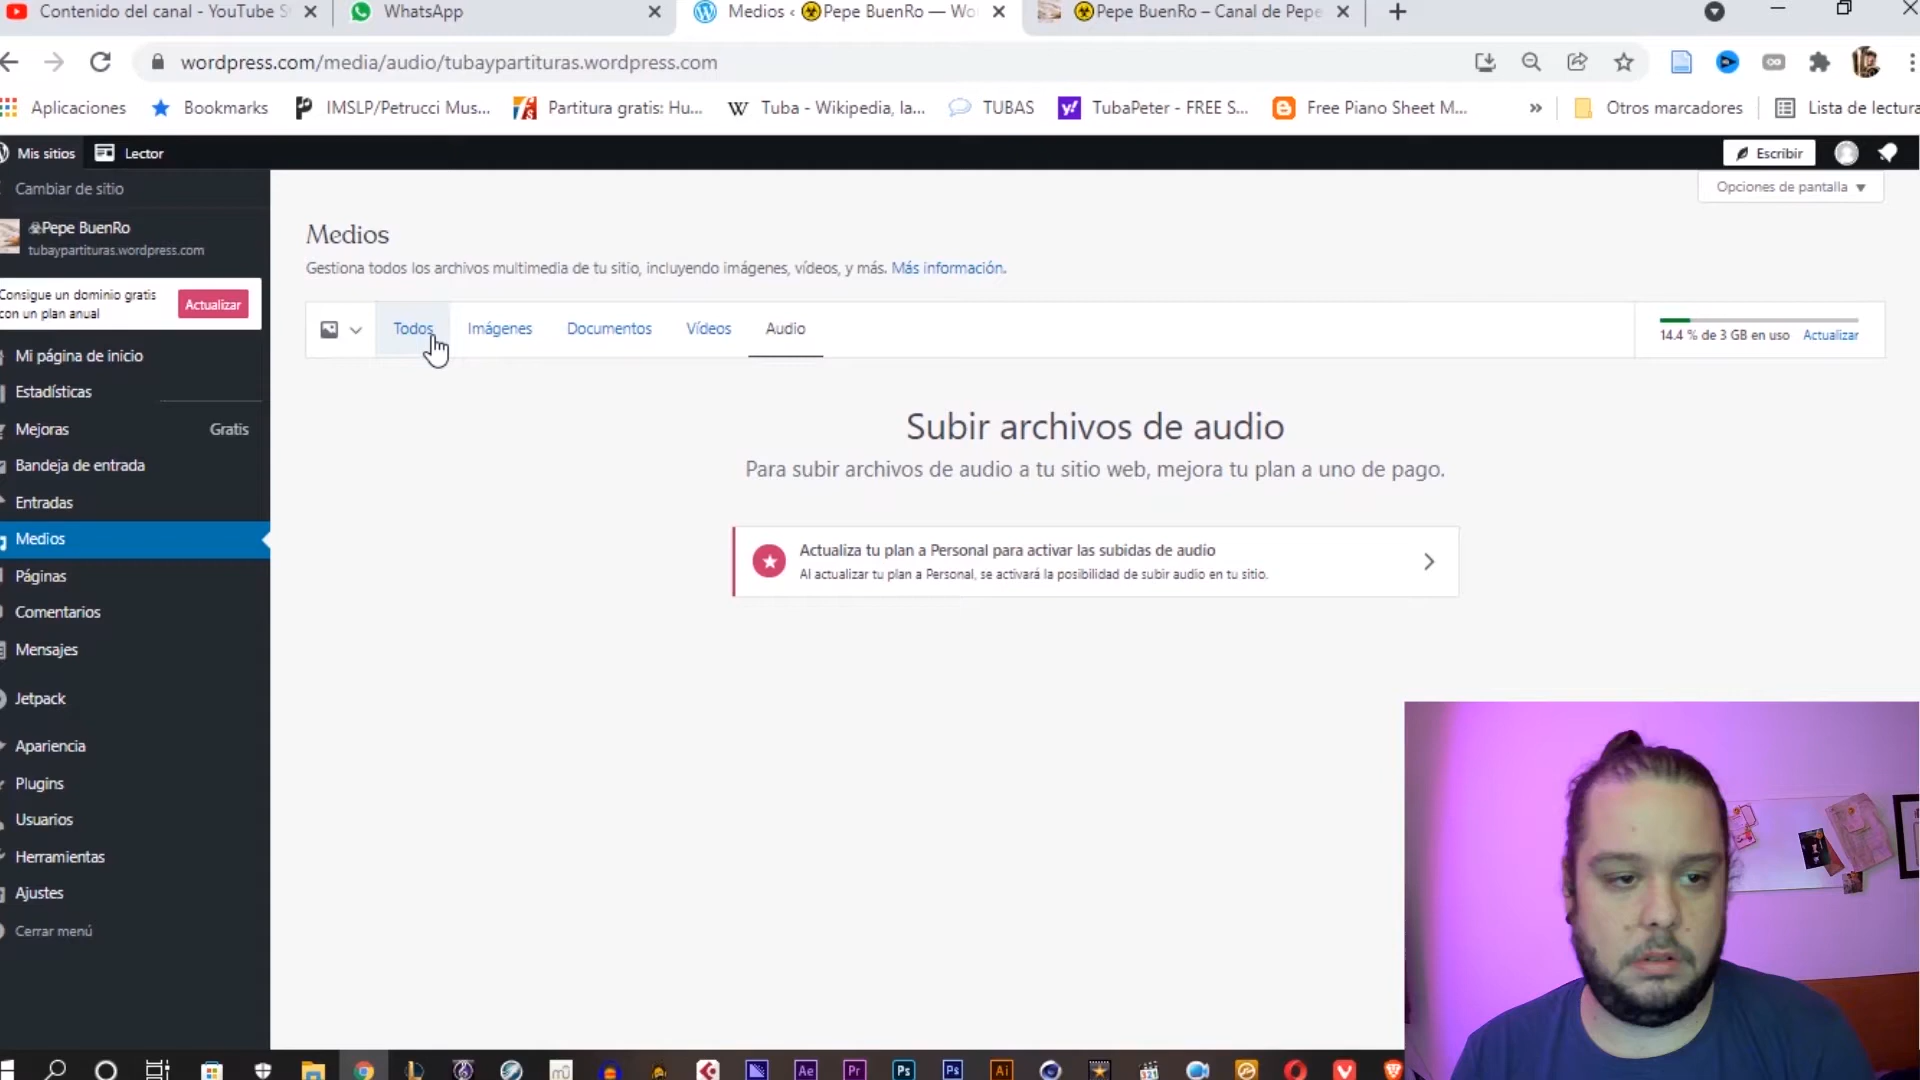 Contenido del canal - YouTube S
WhatsApp
Medios ‹ ☣Pepe BuenRo — Wo
☣Pepe BuenRo – Canal de Pepe
wordpress.com/media/audio/tubaypartituras.wordpress.com
Aplicaciones
Bookmarks
IMSLP/Petrucci Mus...
Partitura gratis: Hu...
Tuba - Wikipedia, la...
TUBAS
TubaPeter - FREE S...
Free Piano Sheet M...
»
Otros marcadores
Lista de lectura
Mis sitios
Lector
Escribir
Cambiar de sitio
Opciones de pantalla ▼
☣Pepe BuenRo
tubaypartituras.wordpress.com
Consigue un dominio gratis
con un plan anual
Actualizar
Mi página de inicio
Estadísticas
Mejoras
Gratis
Bandeja de entrada
Entradas
Medios
Páginas
Comentarios
Mensajes
Jetpack
Apariencia
Plugins
Usuarios
Herramientas
Ajustes
Cerrar menú
Medios
Gestiona todos los archivos multimedia de tu sitio, incluyendo imágenes, vídeos, y más. Más información.
Todos
Imágenes
Documentos
Vídeos
Audio
14.4 % de 3 GB en uso
Actualizar
Subir archivos de audio
Para subir archivos de audio a tu sitio web, mejora tu plan a uno de pago.
Actualiza tu plan a Personal para activar las subidas de audio
Al actualizar tu plan a Personal, se activará la posibilidad de subir audio en tu sitio.
Ae
Pr
Ps
Ps
Ai